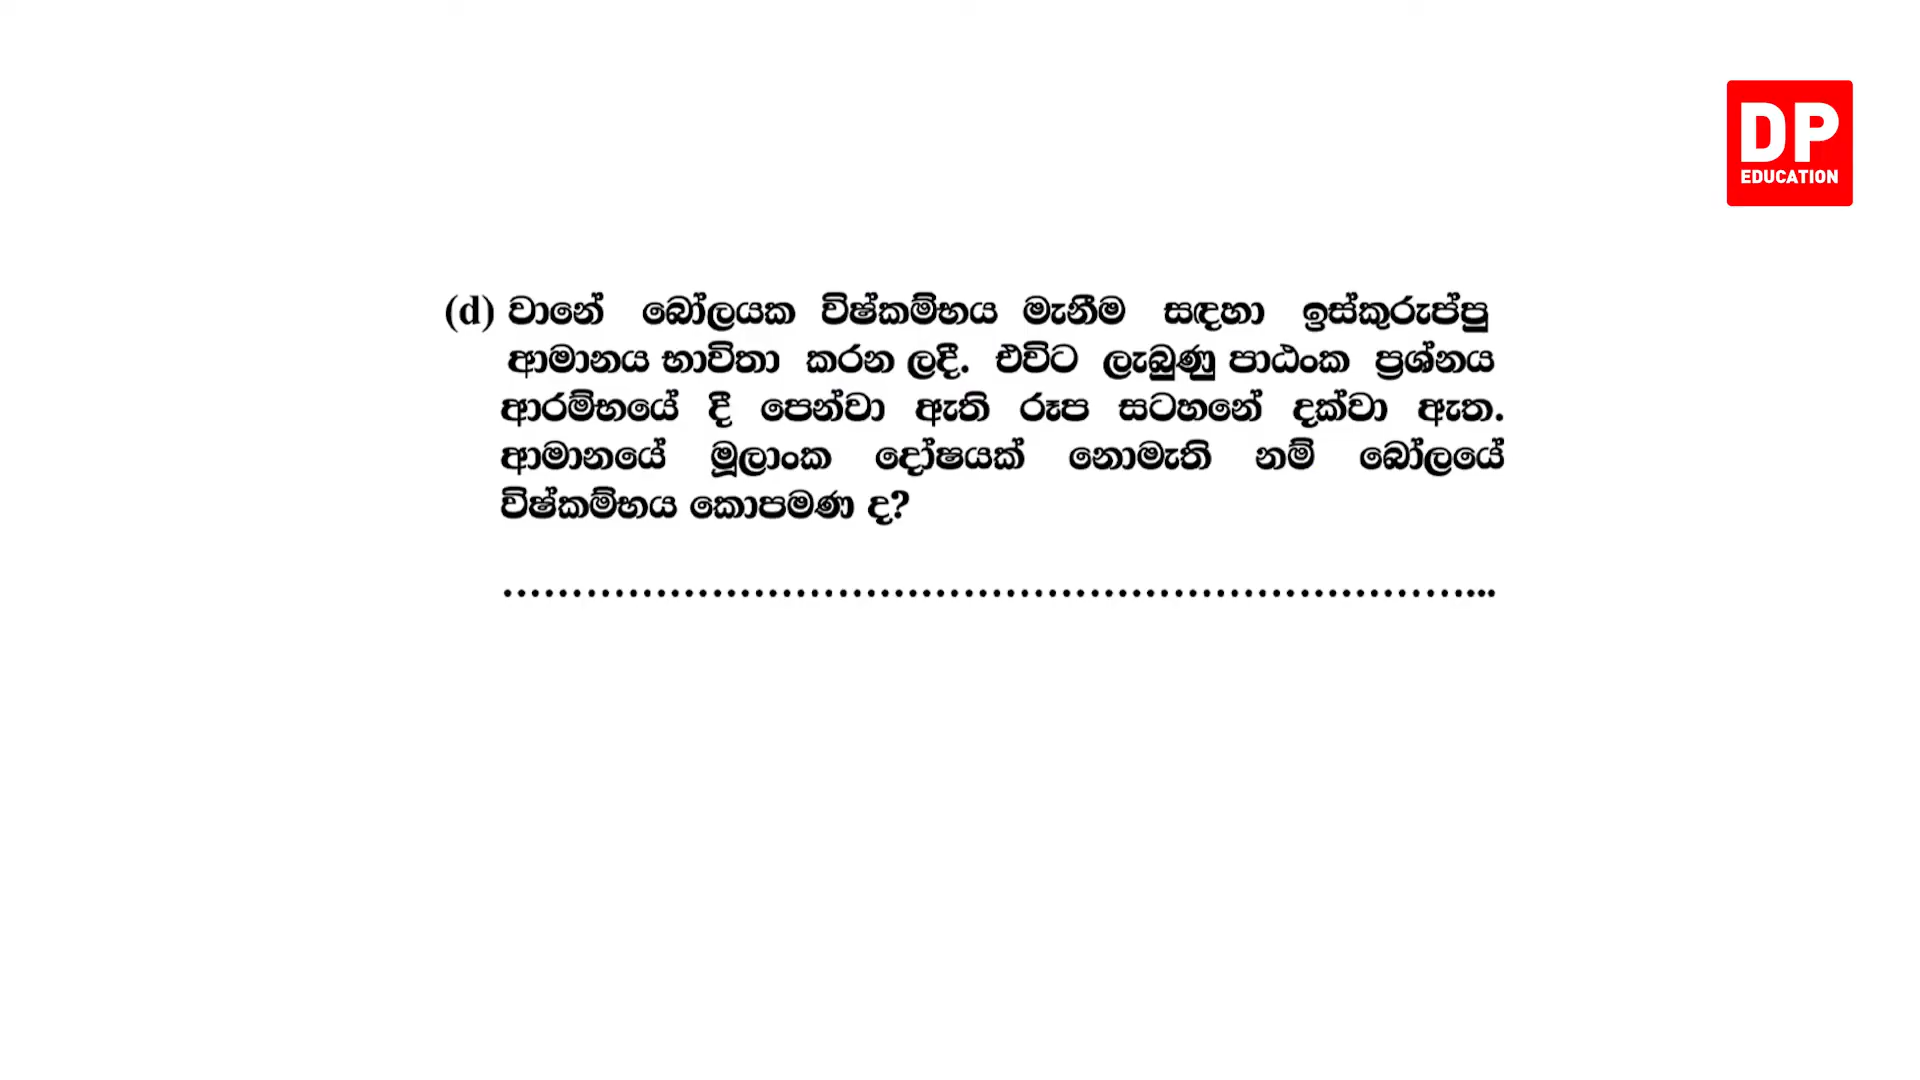 DP
EDUCATION
(d) වානේ බෝලයක විෂ්කම්භය මැනීම සඳහා ඉස්කුරුප්පු
ආමානය භාවිතා කරන ලදී. එවිට ලැබුණු පාඨාංක ප්‍රශ්නය
ආරම්භයේ දී පෙන්වා ඇති රූප සටහනේ දක්වා ඇත.
ආමානයේ මූලාංක දෝෂයක් නොමැති නම් බෝලයේ
විෂ්කම්භය කොපමණ ද?
................................................................................